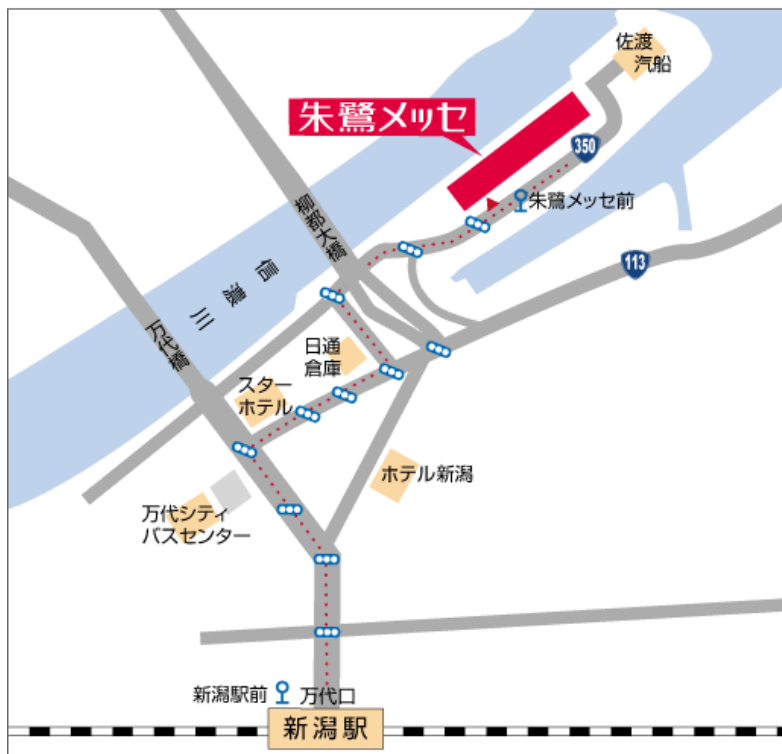 佐渡
汽船
朱鷺メッセ
350
朱鷺メッセ前
柳都大橋
113
信濃川
万代橋
日通
倉庫
スター
ホテル
ホテル新潟
万代シティ
バスセンター
新潟駅前
万代口
新潟駅